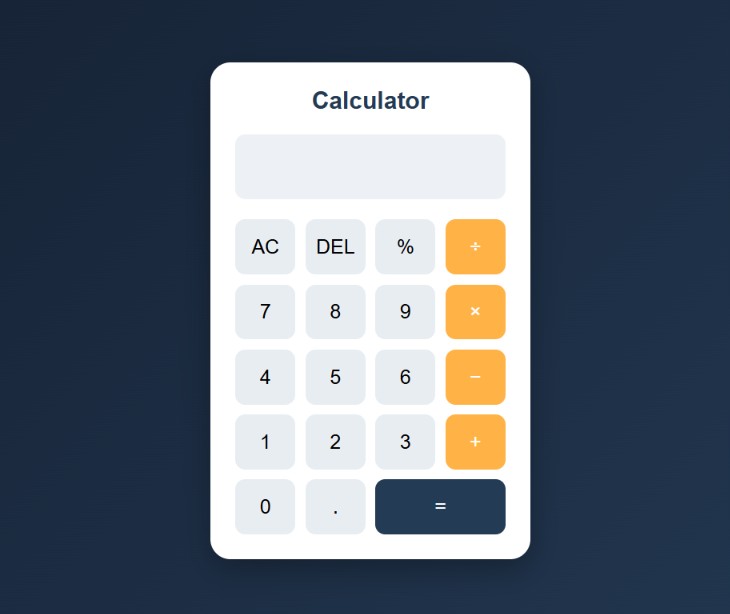 Calculator
AC DEL % ÷
7 8 9 ×
4 5 6 −
1 2 3 +
0 . =